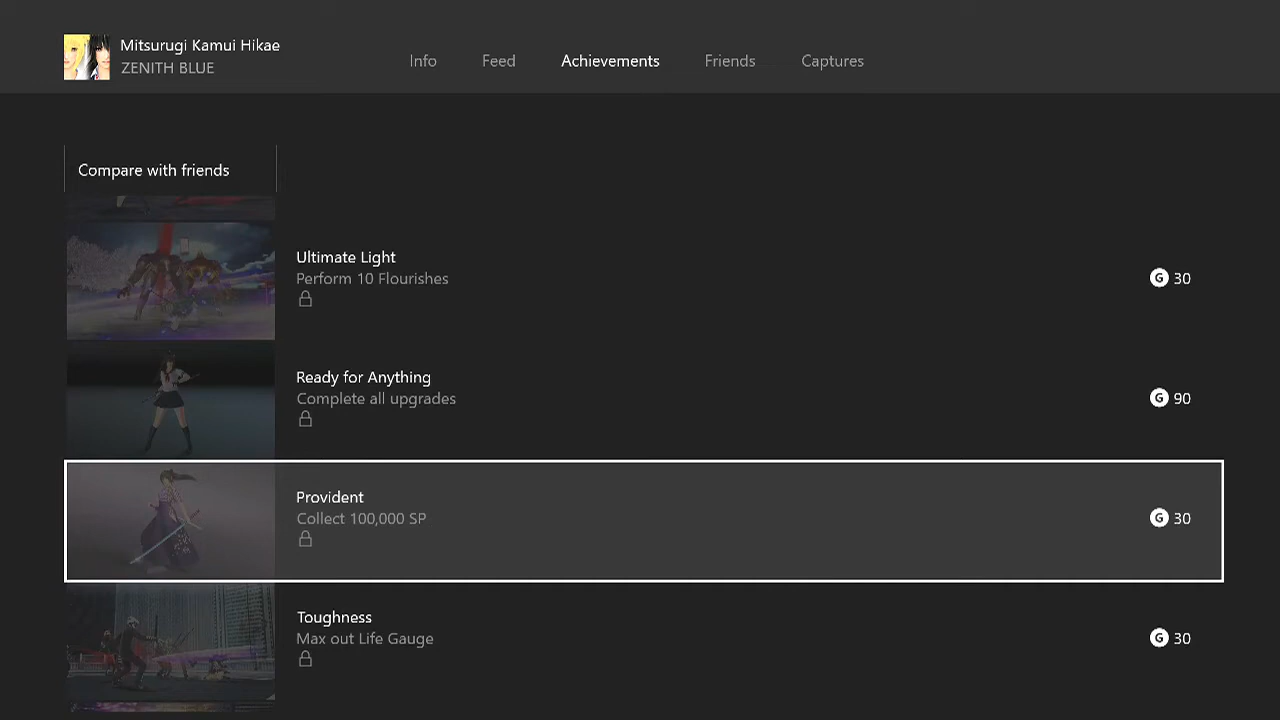 Mitsurugi Kamui Hikae
ZENITH BLUE
Info Feed Achievements Friends Captures
Compare with friends
Ultimate Light
Perform 10 Flourishes
G 30
Ready for Anything
Complete all upgrades
G 90
Provident
Collect 100,000 SP
G 30
Toughness
Max out Life Gauge
G 30